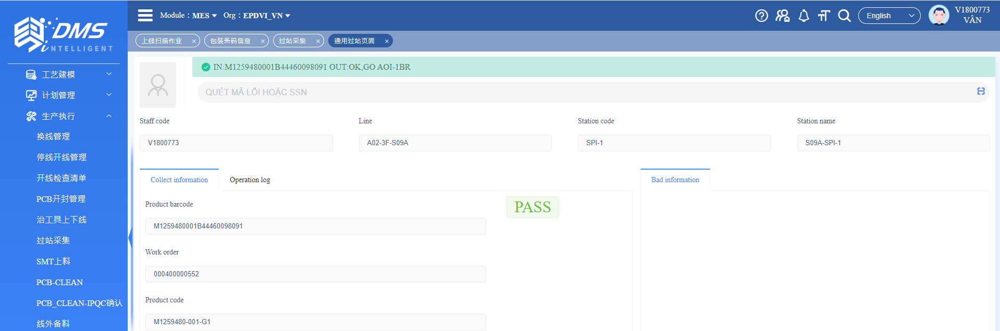 DMS
iNTELLIGENT
工艺建模
计划管理
生产执行
换线管理
停线开线管理
开线检查清单
PCB开封管理
治工具上下线
过站采集
SMT上料
PCB-CLEAN
PCB_CLEAN-IPQC确认
线外备料
Module：MES Org：EPDVI_VN
English
V1800773
VÂN
上线扫描作业 × 包装条码信息 × 过站采集 × 通用过站页面 ×
IN:M1259480001B44460098091 OUT:OK,GO AOI-1BR
QUÉT MÃ LỖI HOẶC SSN
Staff code Line Station code Station name
V1800773 A02-3F-S09A SPI-1 S09A-SPI-1
Collect information Operation log Bad information
Product barcode
PASS
M1259480001B44460098091
Work order
000400000552
Product code
M1259480-001-G1